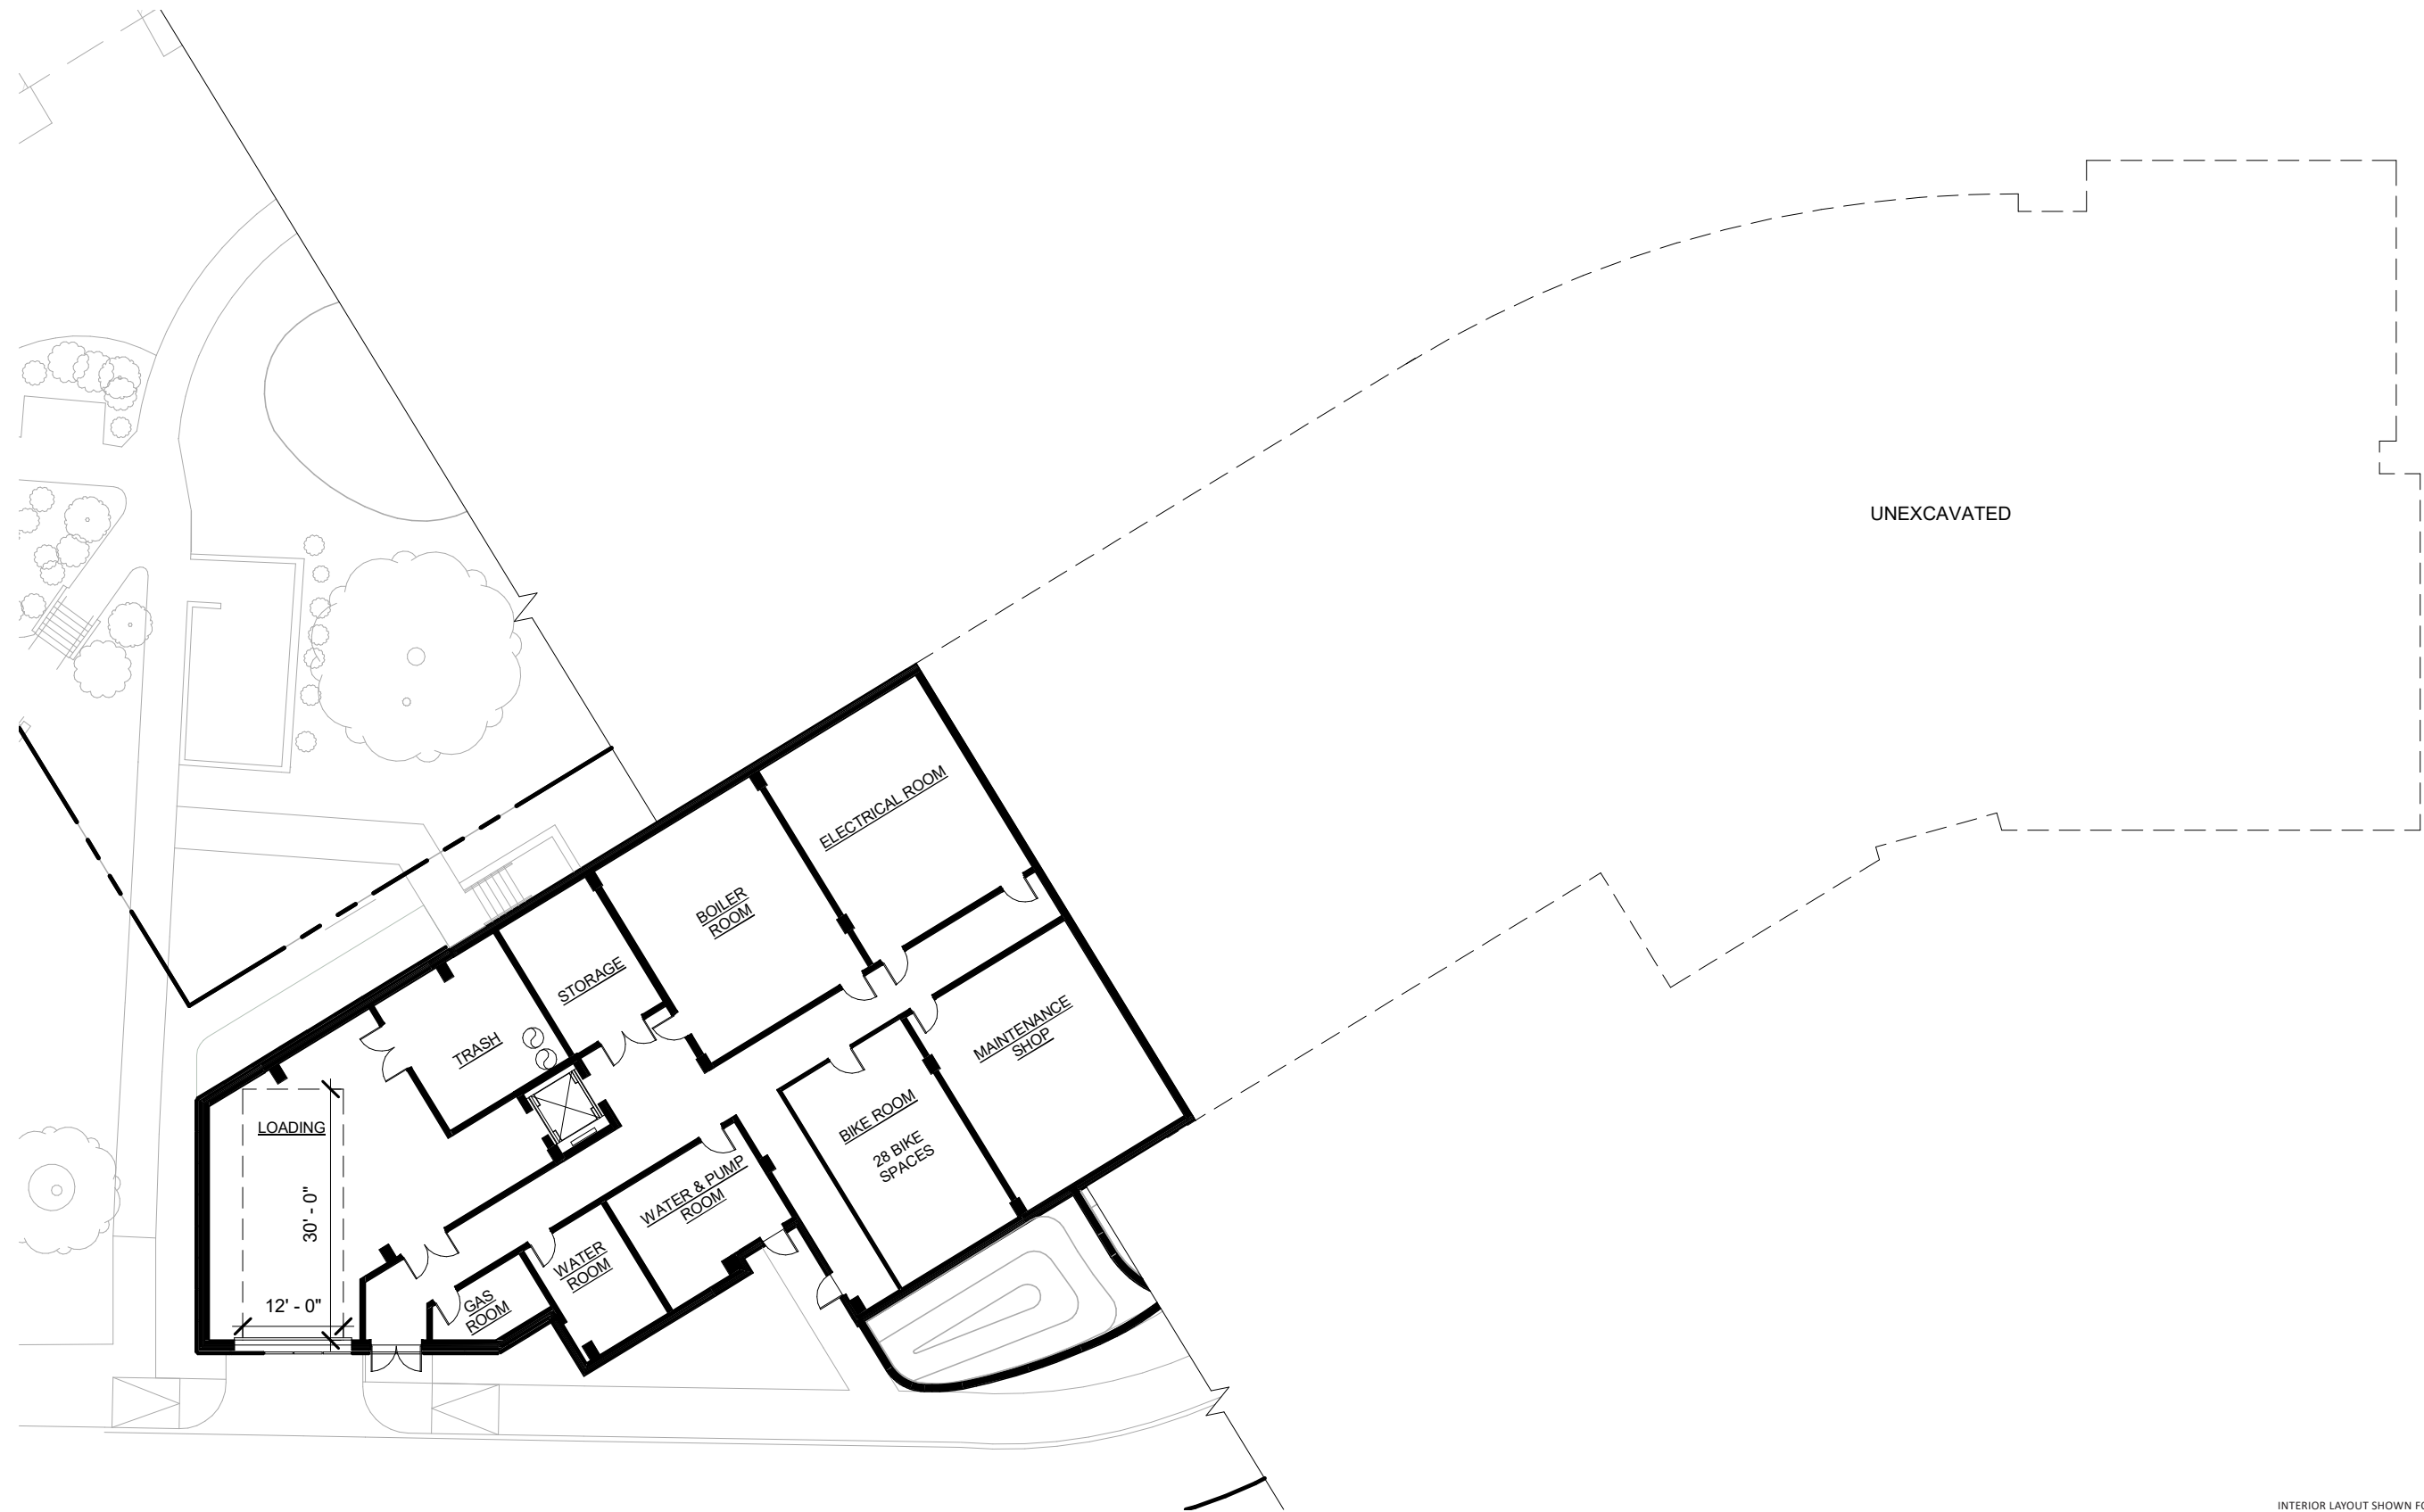 UNEXCAVATED
ELECTRICAL ROOM
BOILER
ROOM
STORAGE
TRASH
MAINTENANCE
SHOP
BIKE ROOM
28 BIKE
SPACES
LOADING
30' - 0"
12' - 0"
WATER & PUMP
ROOM
WATER
ROOM
GAS
ROOM
INTERIOR LAYOUT SHOWN